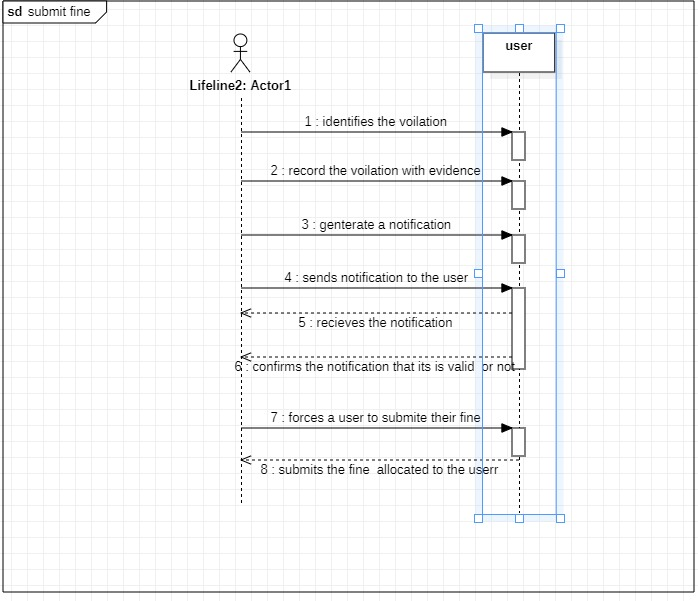 sd submit fine
user
Lifeline2: Actor1
1 : identifies the voilation
2 : record the voilation with evidence
3 : genterate a notification
4 : sends notification to the user
5 : recieves the notification
6 : confirms the notification that its is valid  or not
7 : forces a user to submite their fine
8 : submits the fine  allocated to the userr